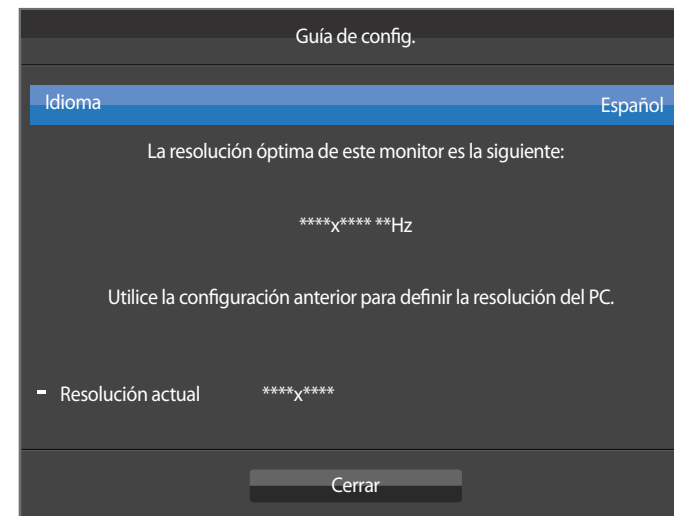 Guía de config.
Idioma Español
La resolución óptima de este monitor es la siguiente:
****x**** **Hz
Utilice la configuración anterior para definir la resolución del PC.
- Resolución actual ****x****
Cerrar